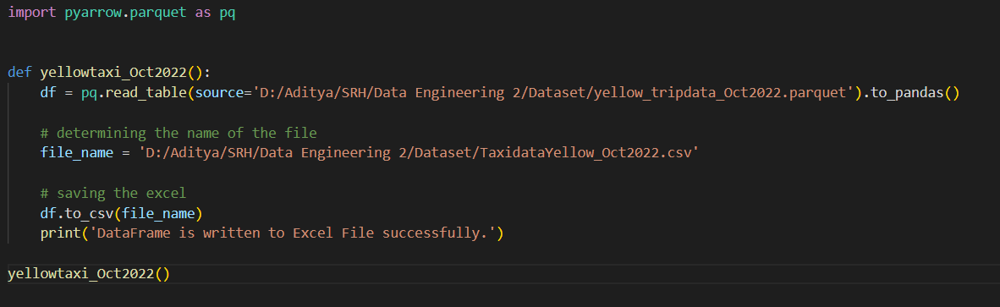 import pyarrow.parquet as pq
def yellowtaxi_Oct2022():
    df = pq.read_table(source='D:/Aditya/SRH/Data Engineering 2/Dataset/yellow_tripdata_Oct2022.parquet').to_pandas()
    # determining the name of the file
    file_name = 'D:/Aditya/SRH/Data Engineering 2/Dataset/TaxidataYellow_Oct2022.csv'
    # saving the excel
    df.to_csv(file_name)
    print('DataFrame is written to Excel File successfully.')
yellowtaxi_Oct2022()